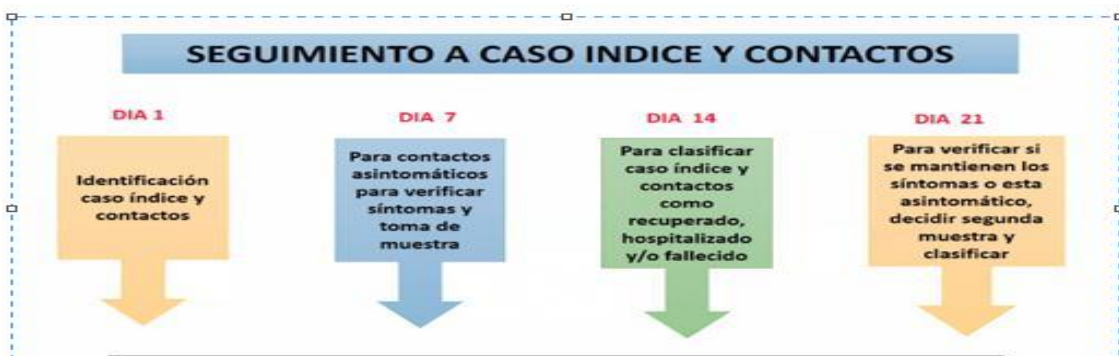 SEGUIMIENTO A CASO INDICE Y CONTACTOS
DIA 1
Identificación
caso índice y
contactos
DIA 7
Para contactos
asintomáticos
para verificar
síntomas y
toma de
muestra
DIA 14
Para clasificar
caso índice y
contactos
como
recuperado,
hospitalizado
y/o fallecido
DIA 21
Para verificar si
se mantienen los
síntomas o esta
asintomático,
decidir segunda
muestra y
clasificar